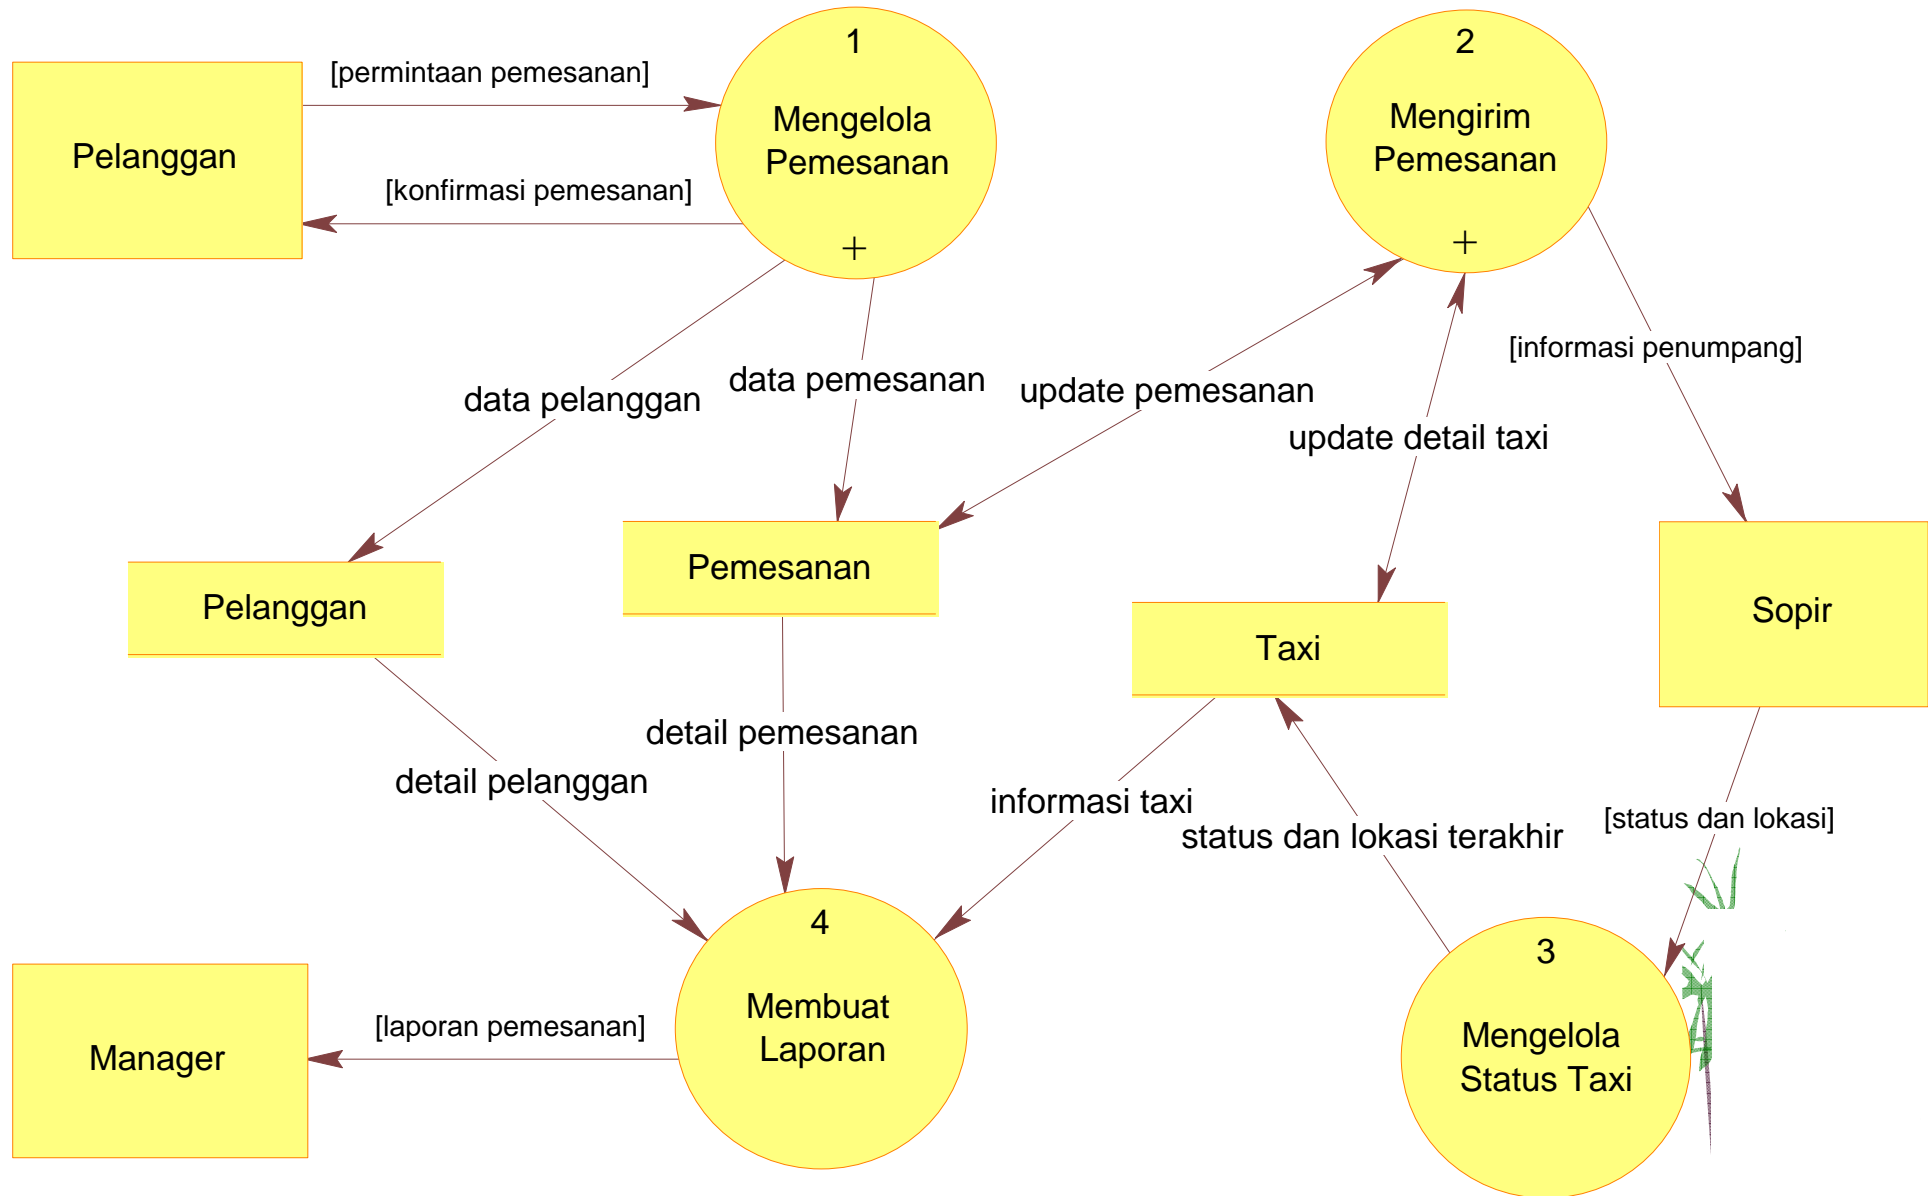 1
2
[permintaan pemesanan]
Mengelola
Pemesanan
Mengirim
Pemesanan
Pelanggan
[konfirmasi pemesanan]
+
+
[informasi penumpang]
data pemesanan
data pelanggan
update pemesanan
update detail taxi
Pemesanan
Pelanggan
Sopir
Taxi
detail pemesanan
detail pelanggan
informasi taxi
[status dan lokasi]
status dan lokasi terakhir
4
3
Membuat
Laporan
[laporan pemesanan]
Manager
Mengelola
Status Taxi